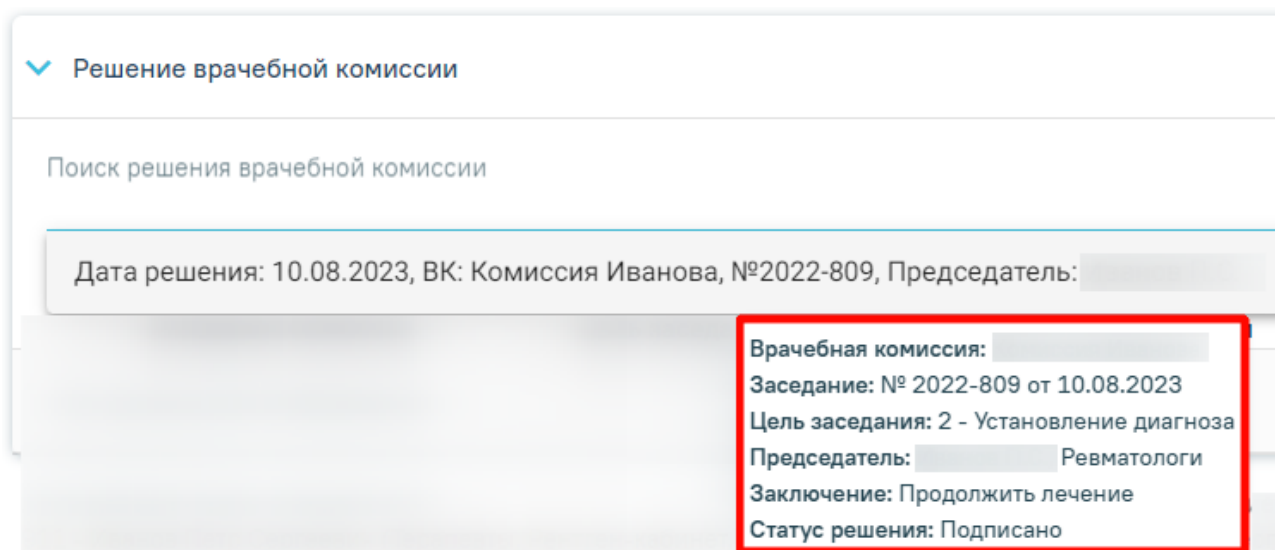 Решение врачебной комиссии
Поиск решения врачебной комиссии
Дата решения: 10.08.2023, ВК: Комиссия Иванова, №2022-809, Председатель:
Врачебная комиссия:
Заседание: № 2022-809 от 10.08.2023
Цель заседания: 2 - Установление диагноза
Председатель: Ревматологи
Заключение: Продолжить лечение
Статус решения: Подписано